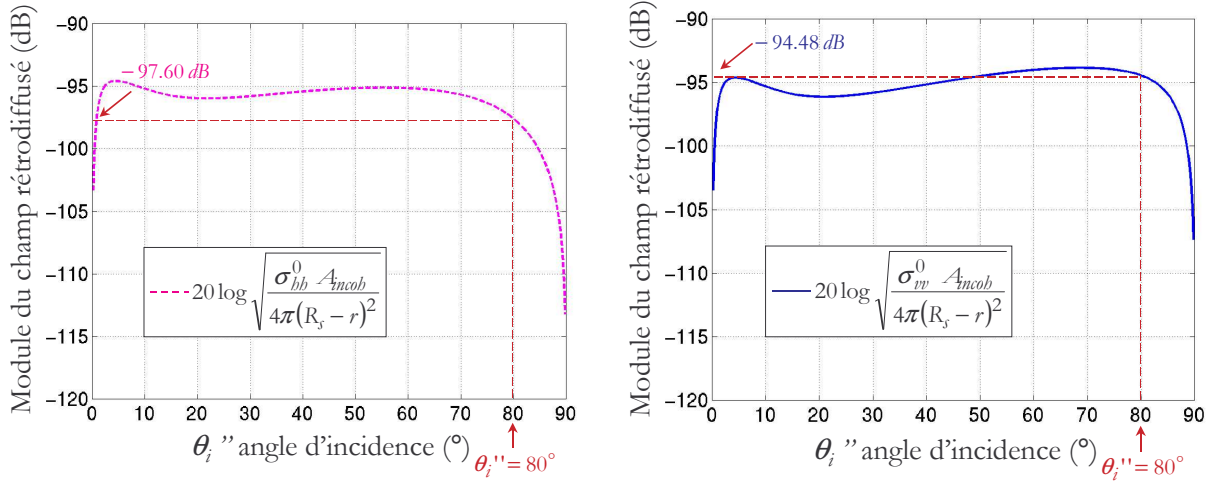 Module du champ rétrodiffusé (dB)
-90
-95
-100
-105
-110
-115
-120
− 97.60 dB
20 log √(σ⁰hh Aincoh / 4π(Rs − r)²)
0 10 20 30 40 50 60 70 80 90
θi '' angle d'incidence (°)
θi ''= 80°
Module du champ rétrodiffusé (dB)
-90
-95
-100
-105
-110
-115
-120
− 94.48 dB
20 log √(σ⁰vv Aincoh / 4π(Rs − r)²)
0 10 20 30 40 50 60 70 80 90
θi '' angle d'incidence (°)
θi ''= 80°